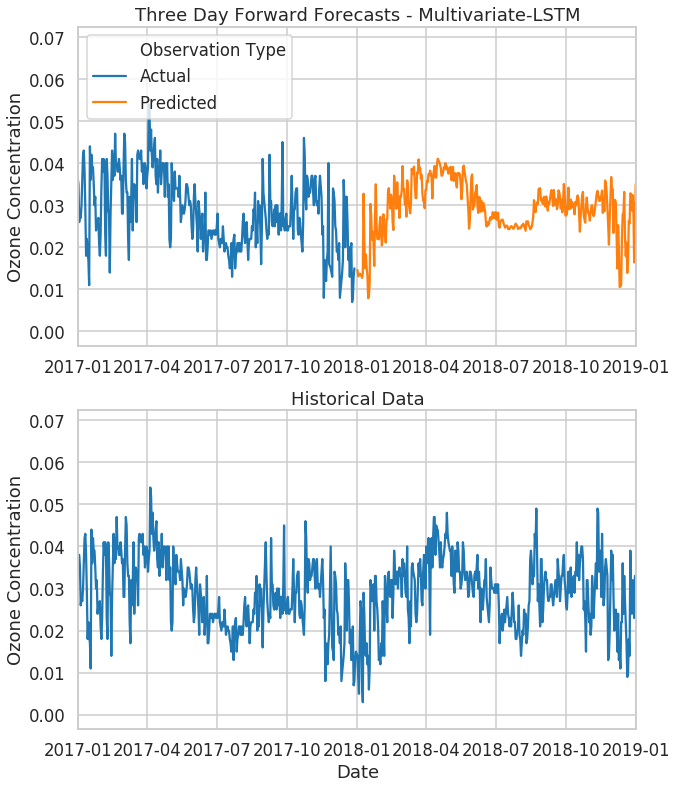 Three Day Forward Forecasts - Multivariate-LSTM
0.07
0.06
0.05
0.04
0.03
0.02
0.01
0.00
Ozone Concentration
Observation Type
Actual
Predicted
2017-01 2017-04 2017-07 2017-10 2018-01 2018-04 2018-07 2018-10 2019-01
Historical Data
0.07
0.06
0.05
0.04
0.03
0.02
0.01
0.00
Ozone Concentration
2017-01 2017-04 2017-07 2017-10 2018-01 2018-04 2018-07 2018-10 2019-01
Date